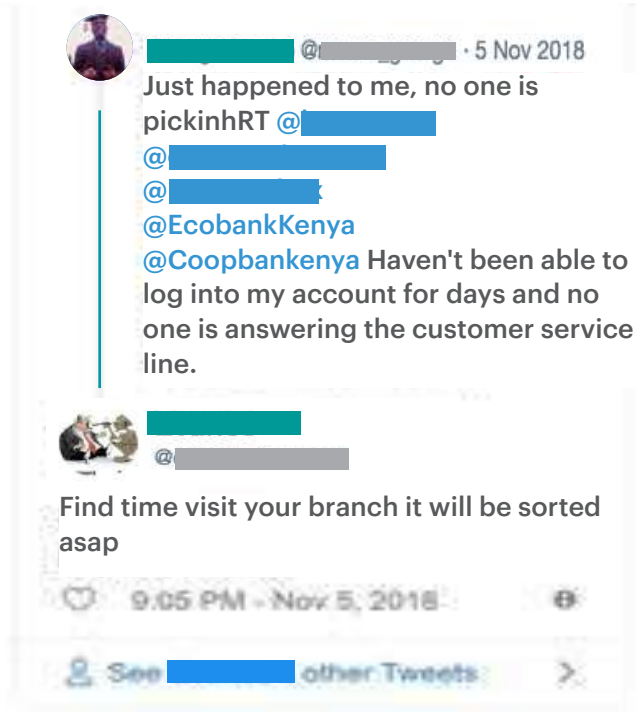 · 5 Nov 2018
Just happened to me, no one is
pickinhRT @
@
@
@EcobankKenya
@Coopbankenya Haven't been able to
log into my account for days and no
one is answering the customer service
line.
@
Find time visit your branch it will be sorted
asap
9:05 PM - Nov 5, 2018
See other Tweets